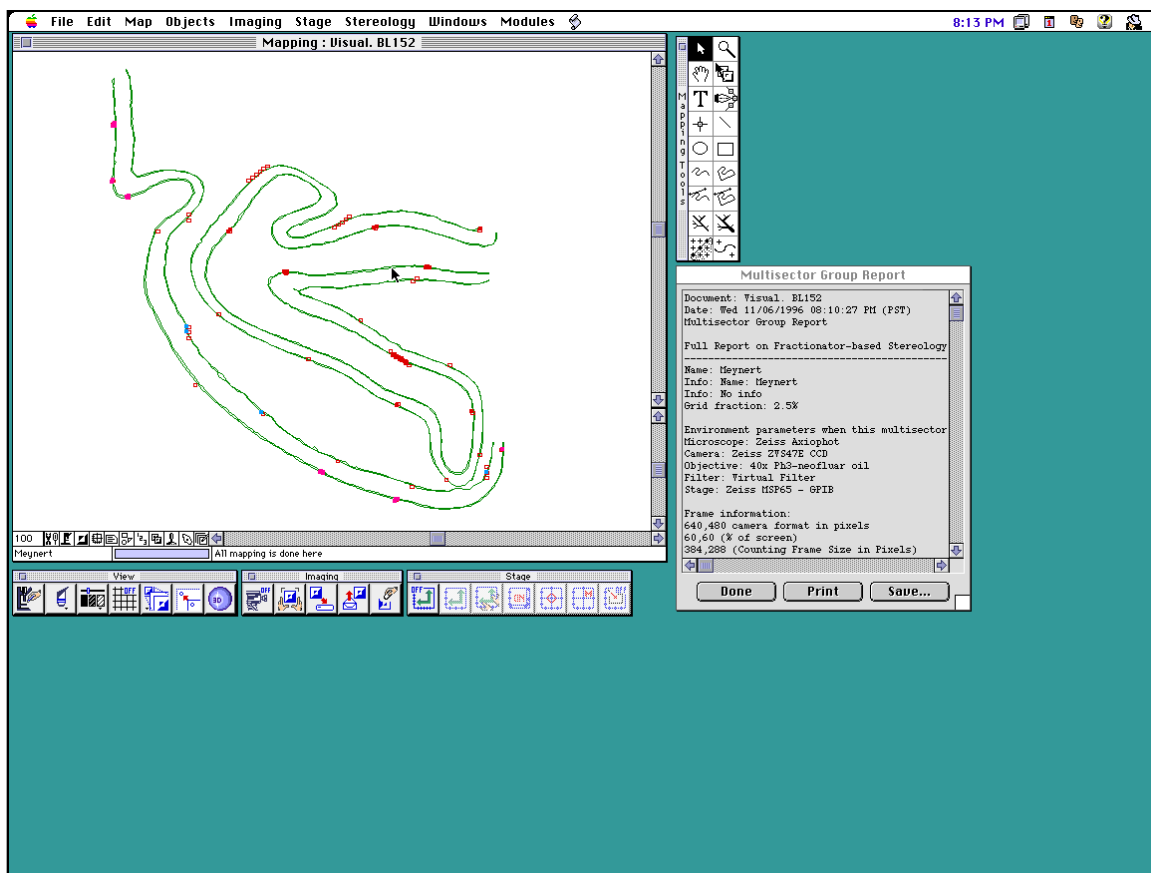 File Edit Map Objects Imaging Stage Stereology Windows Modules 8:13 PM
Mapping : Visual. BL152
Mapping Tools
100
Meynert All mapping is done here
View
OFF
3D
Imaging
OFF
Stage
OFF
ON
M
OFF
Multisector Group Report
Document: Visual. BL152
Date: Wed 11/06/1996 08:10:27 PM (PST)
Multisector Group Report
Full Report on Fractionator-based Stereology
Name: Meynert
Info: Name: Meynert
Info: No info
Grid fraction: 2.5%
Environment parameters when this multisector
Microscope: Zeiss Axiophot
Camera: Zeiss ZVS47E CCD
Objective: 40x Ph3-neofluar oil
Filter: Virtual Filter
Stage: Zeiss MSP65 - GPIB
Frame information:
640,480 camera format in pixels
60,60 (% of screen)
384,288 (Counting Frame Size in Pixels)
Done Print Save...